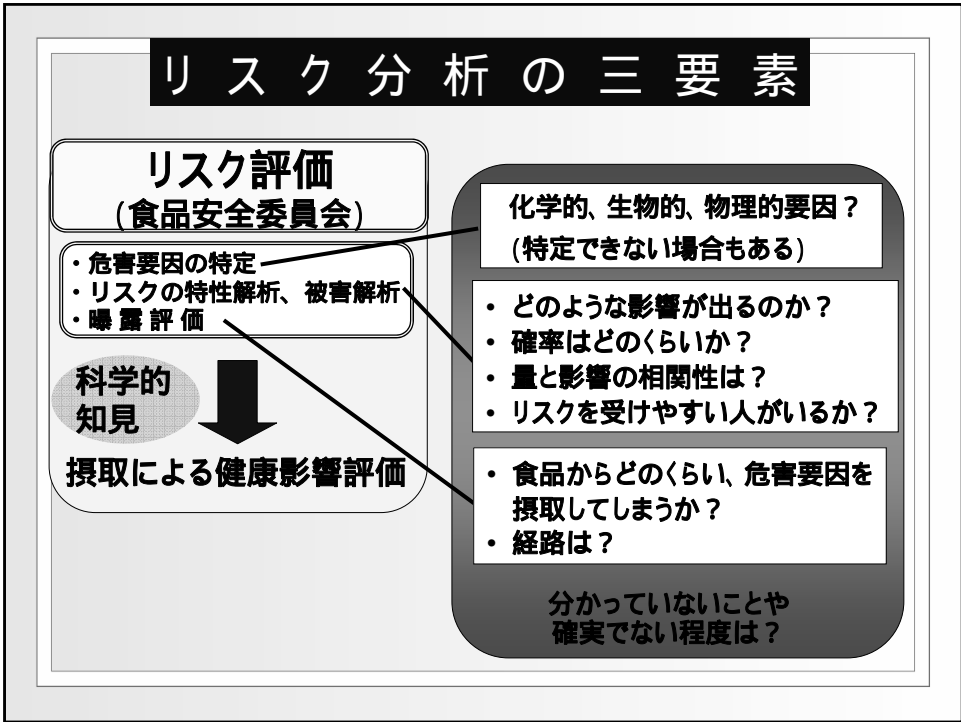 リスク分析の三要素
リスク評価
(食品安全委員会)
・危害要因の特定
・リスクの特性解析、被害解析
・曝露評価
科学的
知見
摂取による健康影響評価
化学的、生物的、物理的要因？
(特定できない場合もある)
・ どのような影響が出るのか？
・ 確率はどのくらいか？
・ 量と影響の相関性は？
・ リスクを受けやすい人がいるか？
・ 食品からどのくらい、危害要因を
摂取してしまうか？
・ 経路は？
分かっていないことや
確実でない程度は？